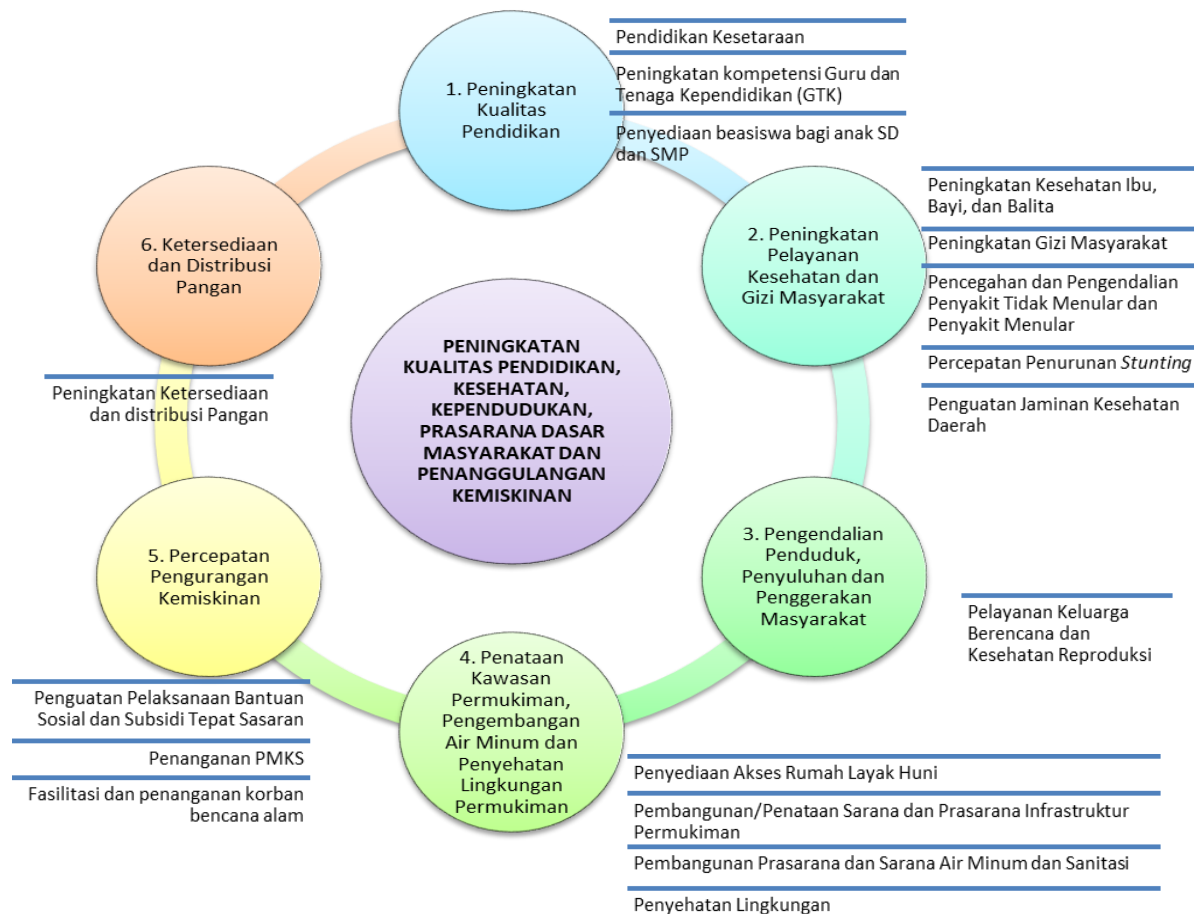 Pendidikan Kesetaraan
Peningkatan kompetensi Guru dan
Tenaga Kependidikan (GTK)
Penyediaan beasiswa bagi anak SD
dan SMP
1. Peningkatan
Kualitas
Pendidikan
Peningkatan Kesehatan Ibu,
Bayi, dan Balita
Peningkatan Gizi Masyarakat
Pencegahan dan Pengendalian
Penyakit Tidak Menular dan
Penyakit Menular
Percepatan Penurunan Stunting
Penguatan Jaminan Kesehatan
Daerah
2. Peningkatan
Pelayanan
Kesehatan dan
Gizi Masyarakat
6. Ketersediaan
dan Distribusi
Pangan
Peningkatan Ketersediaan
dan distribusi Pangan
PENINGKATAN
KUALITAS PENDIDIKAN,
KESEHATAN,
KEPENDUDUKAN,
PRASARANA DASAR
MASYARAKAT DAN
PENANGGULANGAN
KEMISKINAN
3. Pengendalian
Penduduk,
Penyuluhan dan
Penggerakan
Masyarakat
Pelayanan Keluarga
Berencana dan
Kesehatan Reproduksi
5. Percepatan
Pengurangan
Kemiskinan
Penguatan Pelaksanaan Bantuan
Sosial dan Subsidi Tepat Sasaran
Penanganan PMKS
Fasilitasi dan penanganan korban
bencana alam
4. Penataan
Kawasan
Permukiman,
Pengembangan
Air Minum dan
Penyehatan
Lingkungan
Permukiman
Penyediaan Akses Rumah Layak Huni
Pembangunan/Penataan Sarana dan Prasarana Infrastruktur
Permukiman
Pembangunan Prasarana dan Sarana Air Minum dan Sanitasi
Penyehatan Lingkungan